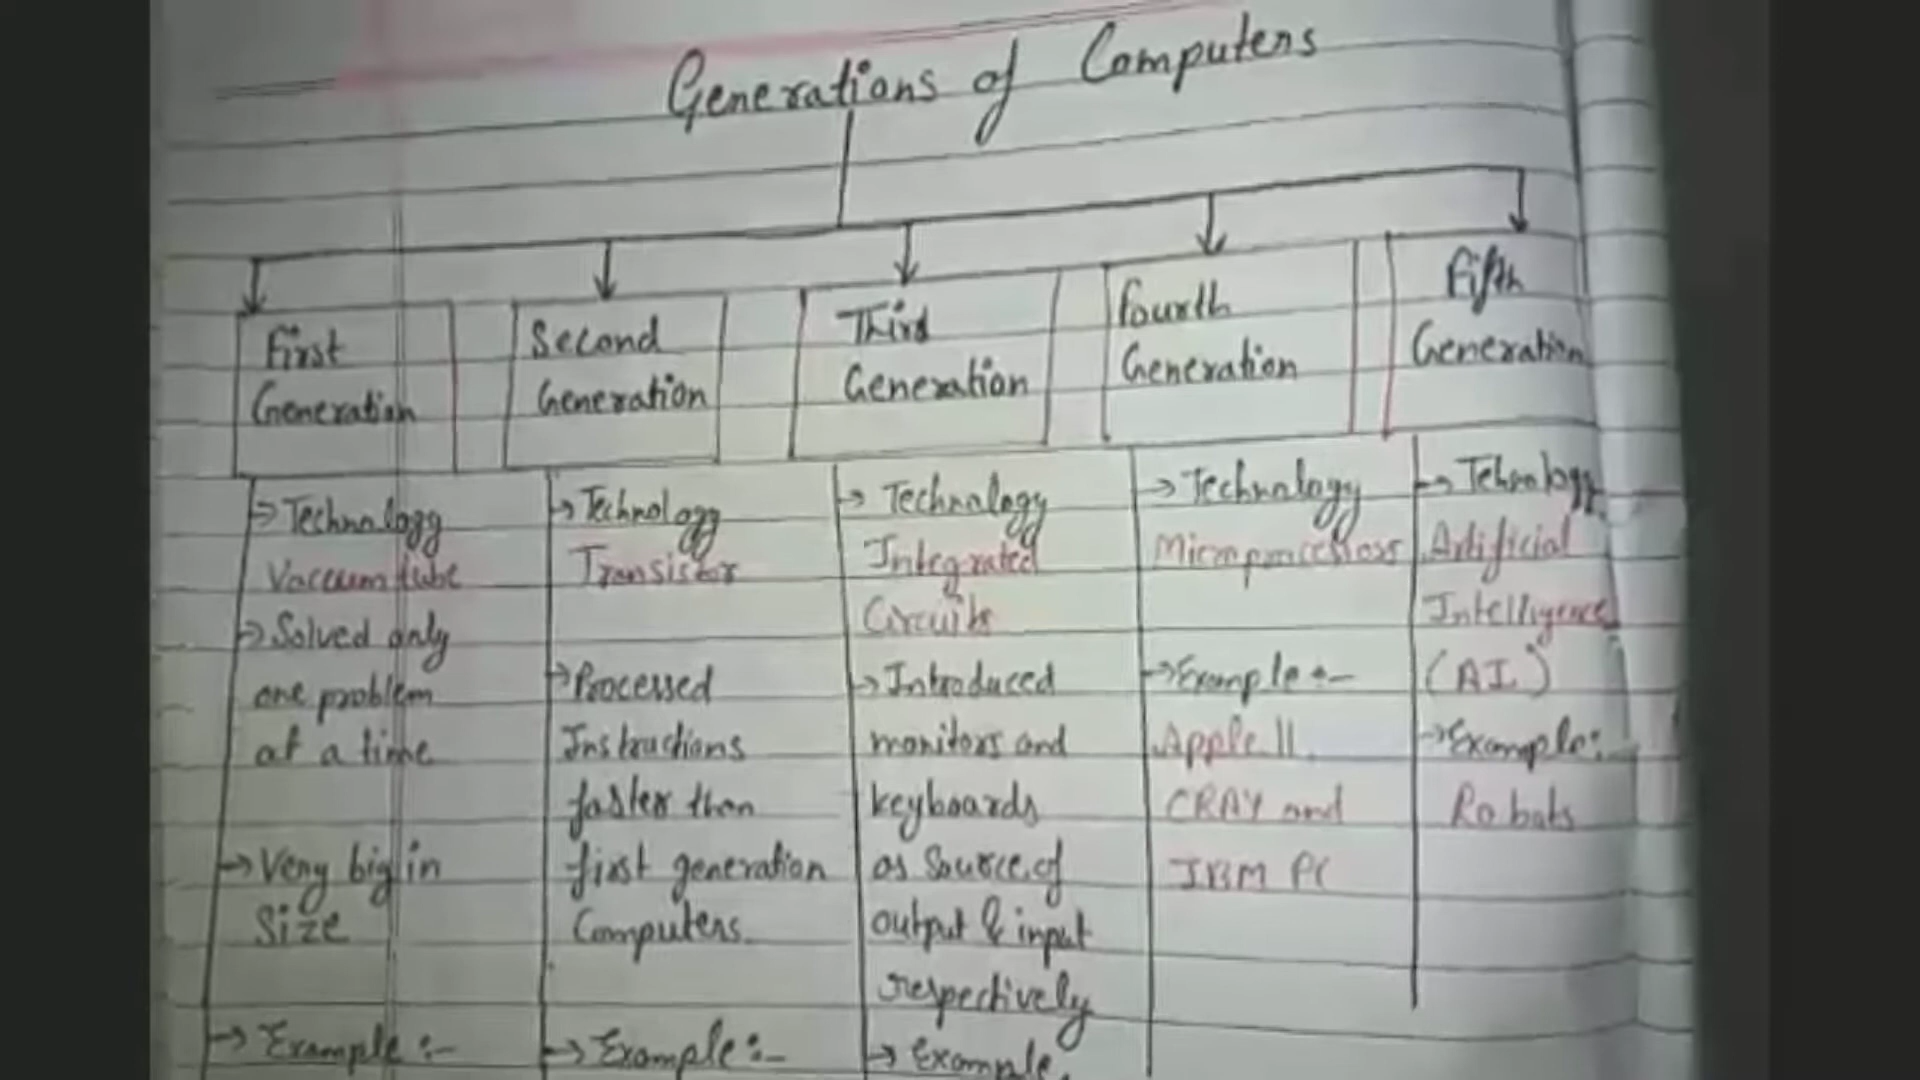 Generations of Computers
First
Generation
Second
Generation
Third
Generation
Fourth
Generation
Fifth
Generation
→ Technology
Vaccum tube
→ Solved only
one problem
at a time
→ Very big in
Size
→ Example :-
→ Technology
Transistor
→ Processed
Instructions
faster than
first generation
Computers.
→ Example :-
→ Technology
Integrated
Circuits
→ Introduced
monitors and
keyboards
as Source of
output & input
respectively
→ Example
→ Technology
Microprocessors
→ Example :-
Apple II
CRAY and
IBM PC
→ Tehnology
Artificial
Intelligence
(AI)
→ Example :-
Robots